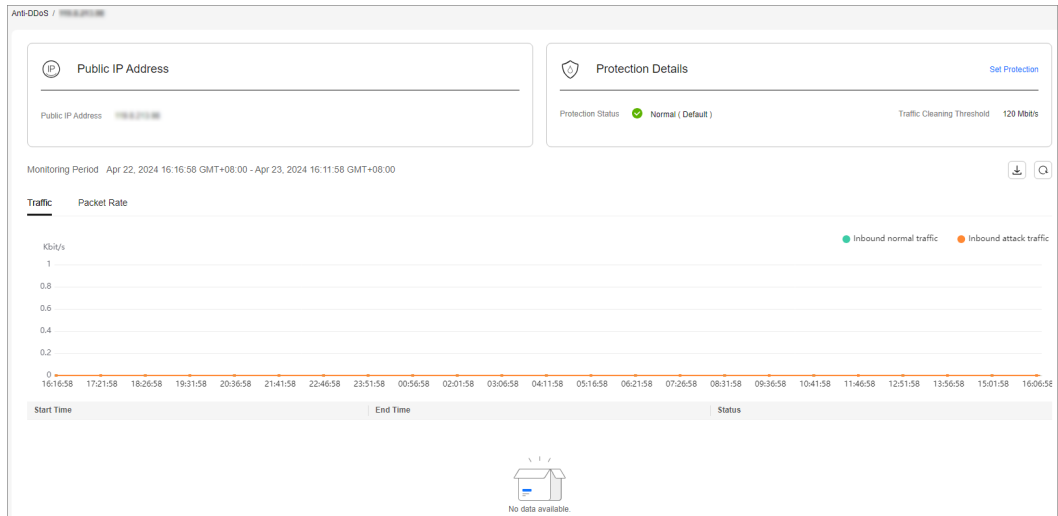 Anti-DDoS /
IP Public IP Address
Public IP Address
Protection Details Set Protection
Protection Status Normal ( Default ) Traffic Cleaning Threshold 120 Mbit/s
Monitoring Period Apr 22, 2024 16:16:58 GMT+08:00 - Apr 23, 2024 16:11:58 GMT+08:00
Traffic Packet Rate
Inbound normal traffic Inbound attack traffic
Kbit/s
1
0.8
0.6
0.4
0.2
0
16:16:58 17:21:58 18:26:58 19:31:58 20:36:58 21:41:58 22:46:58 23:51:58 00:56:58 02:01:58 03:06:58 04:11:58 05:16:58 06:21:58 07:26:58 08:31:58 09:36:58 10:41:58 11:46:58 12:51:58 13:56:58 15:01:58 16:06:58
Start Time End Time Status
No data available.